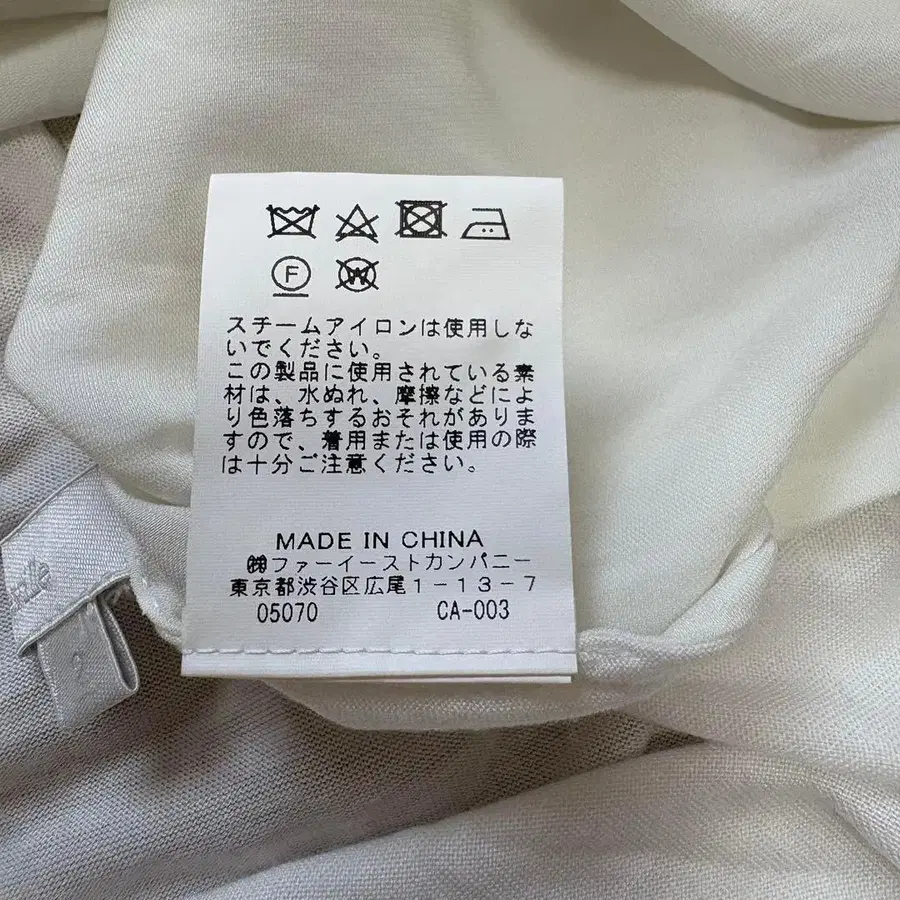 F W
スチームアイロンは使用しな
いでください。
この製品に使用されている素
材は、水ぬれ、摩擦などによ
り色落ちするおそれがありま
すので、着用または使用の際
は十分ご注意ください。
MADE IN CHINA
㈱ファーイーストカンパニー
東京都渋谷区広尾1-13-7
05070 CA-003
2